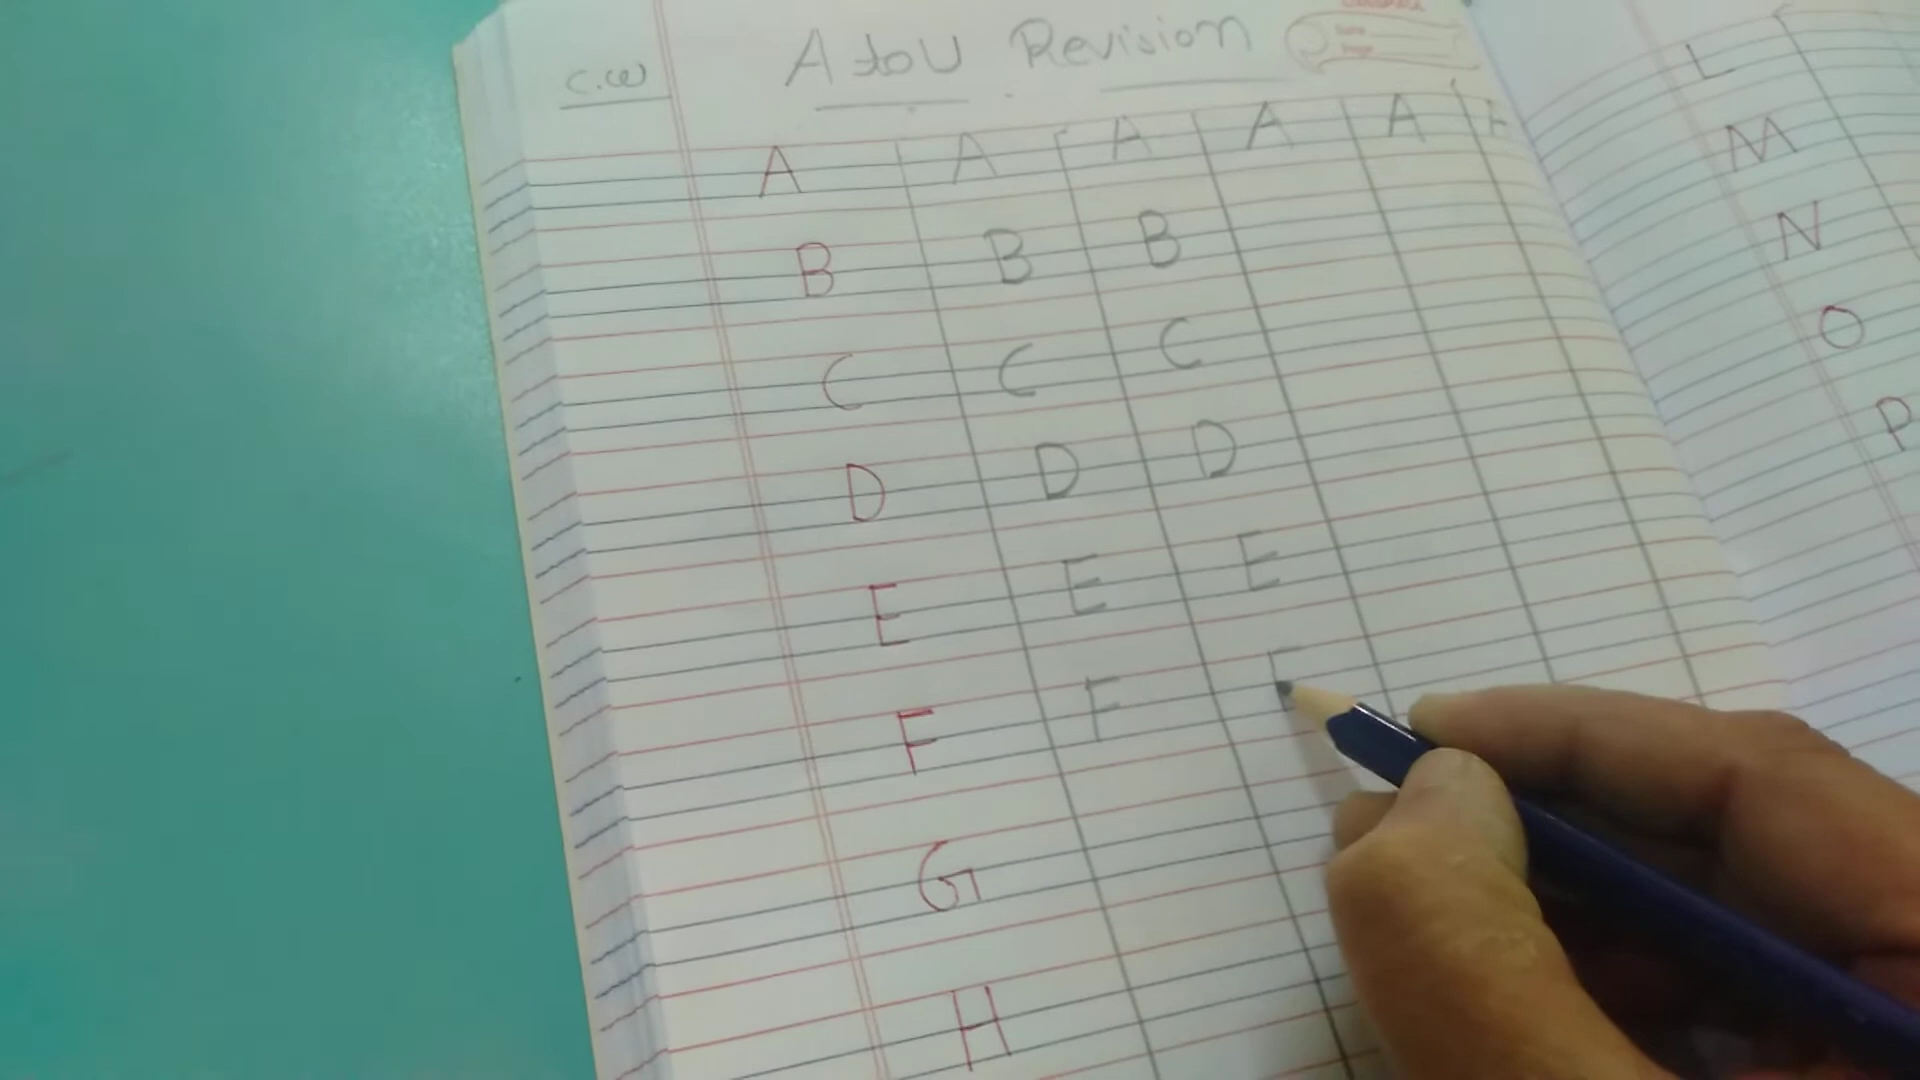 C.W
A to U Revision
A A A A A A
B B B
C C C
D D D
E E E
F F F
G
H
L
M
N
O
P